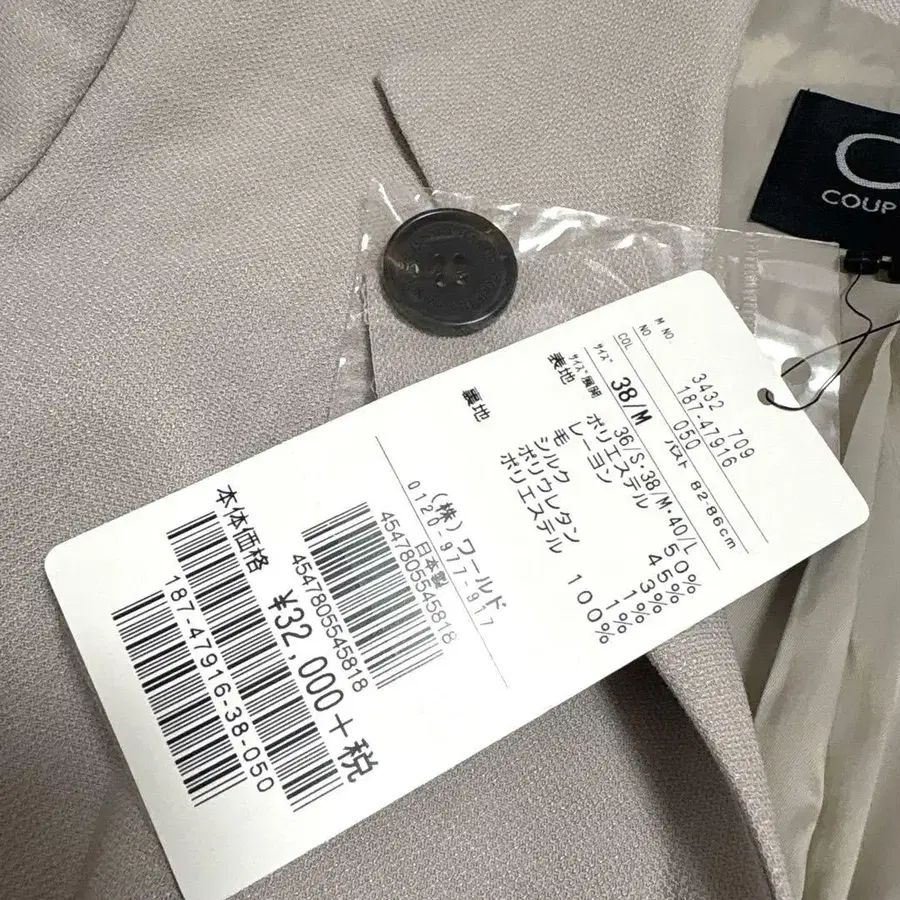 C
COUP
M NO. 3432 709
NO 187-47916
COL 050 バスト 82-86cm
サイズ 38/M
サイズ展開 36/S・38/M・40/L
表地 ポリエステル 50%
レーヨン 45%
毛 3%
シルク 1%
ポリウレタン 1%
裏地 ポリエステル 100%
(株)ワールド
0120-977-917
日本製
4547805545818
4547805545818
本体価格 ¥32,000+税
187-47916-38-050